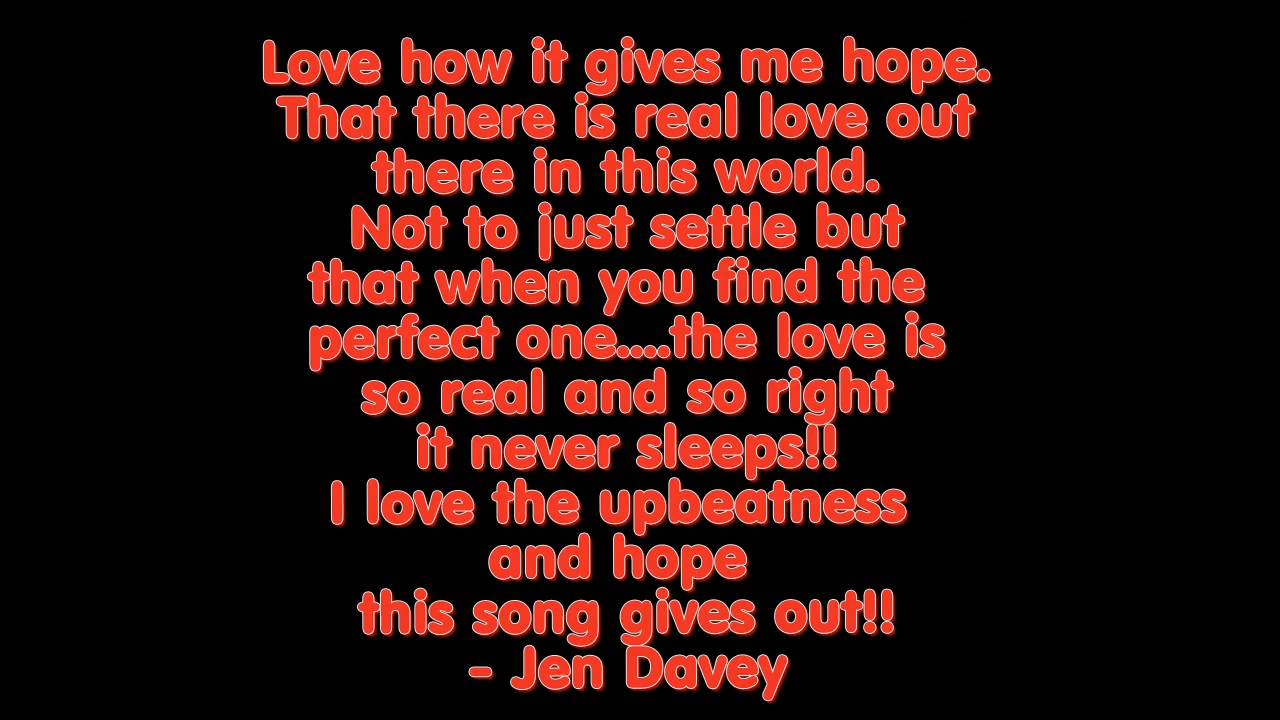 Love how it gives me hope.
That there is real love out
there in this world.
Not to just settle but
that when you find the
perfect one....the love is
so real and so right
it never sleeps!!
I love the upbeatness
and hope
this song gives out!!
- Jen Davey